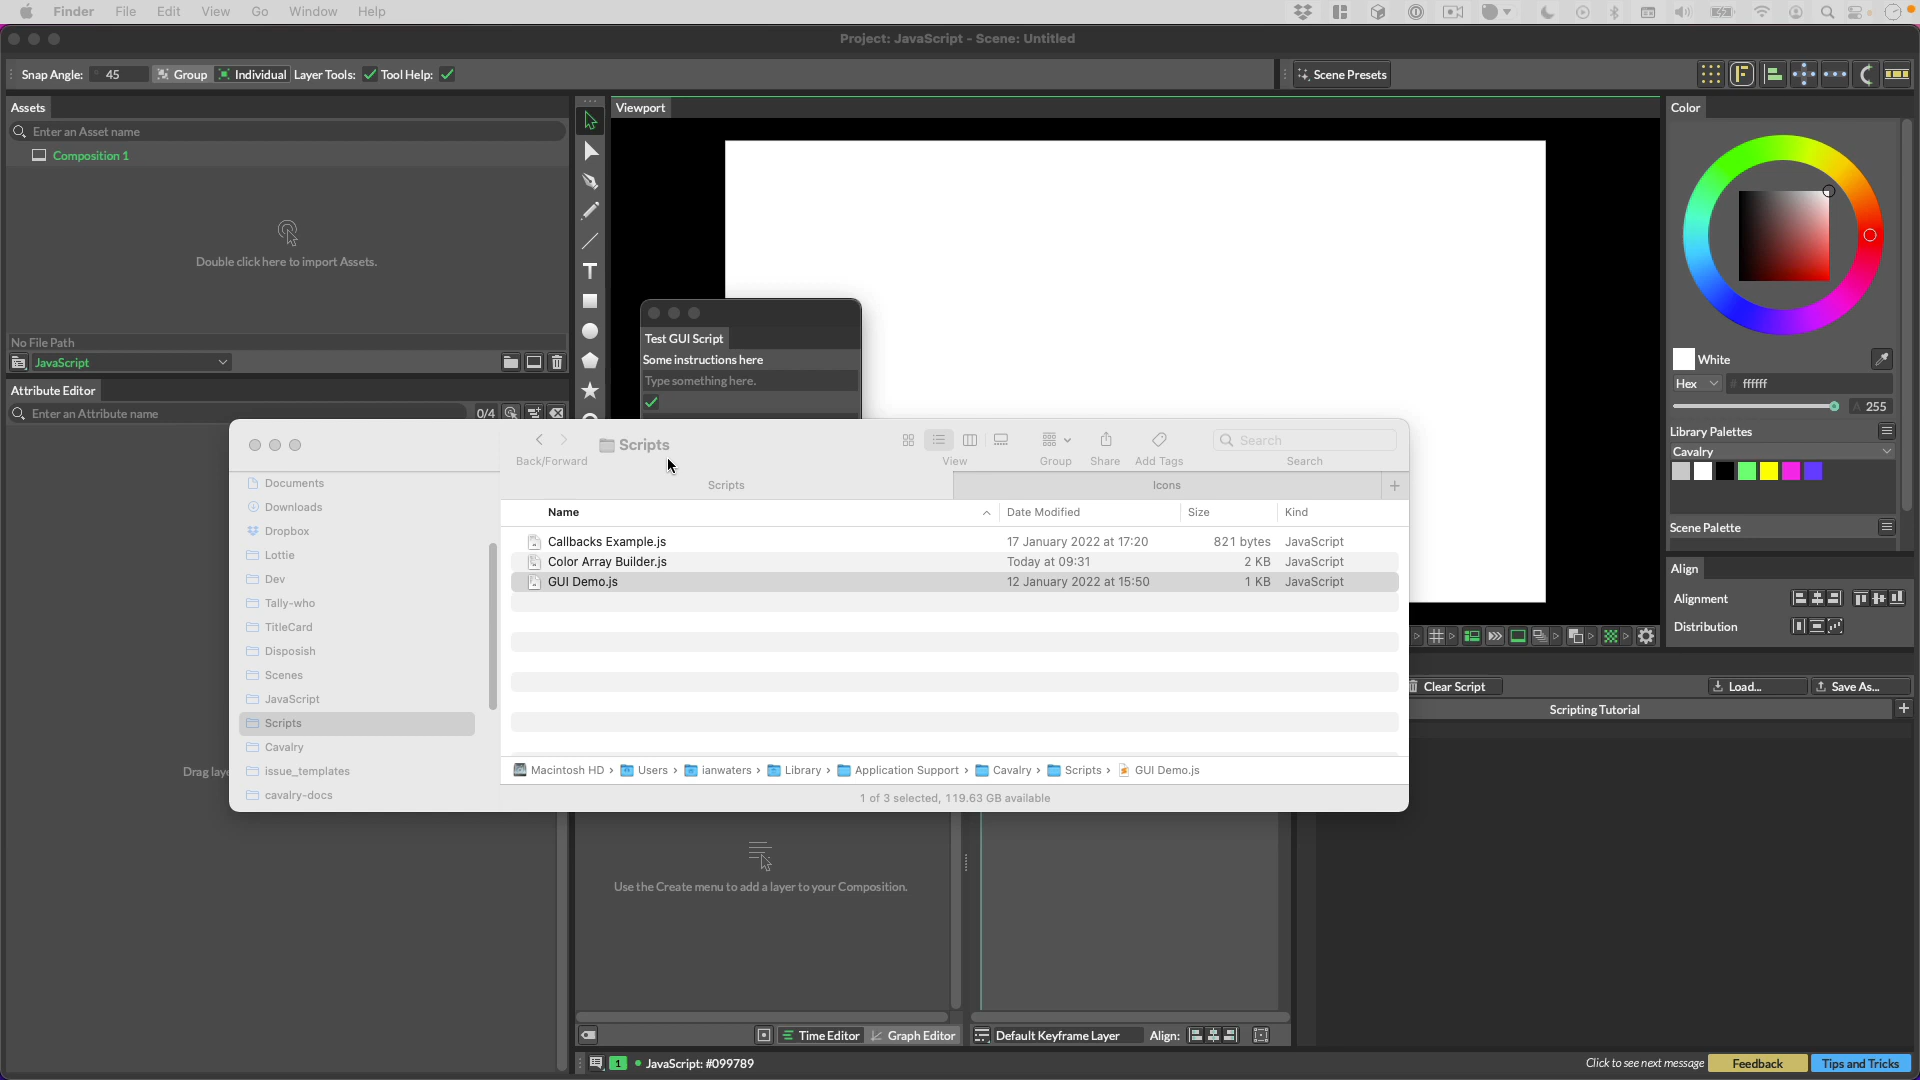 Finder File Edit View Go Window Help
Project: JavaScript - Scene: Untitled
Snap Angle: 45 Group Individual Layer Tools: Tool Help:
Scene Presets
Assets
Enter an Asset name
Composition 1
Double click here to import Assets.
No File Path
JavaScript
Attribute Editor
Enter an Attribute name 0/4
Drag laye
Viewport
Test GUI Script
Some instructions here
Type something here.
Color
White
Hex # ffffff
A 255
Library Palettes
Cavalry
Scene Palette
Align
Alignment
Distribution
Scripts
Back/Forward View Group Share Add Tags Search
Search
Scripts Icons
Documents
Downloads
Dropbox
Lottie
Dev
Tally-who
TitleCard
Disposish
Scenes
JavaScript
Scripts
Cavalry
issue_templates
cavalry-docs
Name Date Modified Size Kind
Callbacks Example.js 17 January 2022 at 17:20 821 bytes JavaScript
Color Array Builder.js Today at 09:31 2 KB JavaScript
GUI Demo.js 12 January 2022 at 15:50 1 KB JavaScript
Macintosh HD › Users › ianwaters › Library › Application Support › Cavalry › Scripts › GUI Demo.js
1 of 3 selected, 119.63 GB available
Clear Script Load... Save As...
Scripting Tutorial
Use the Create menu to add a layer to your Composition.
Time Editor Graph Editor Default Keyframe Layer Align:
1 JavaScript: #099789
Click to see next message Feedback Tips and Tricks